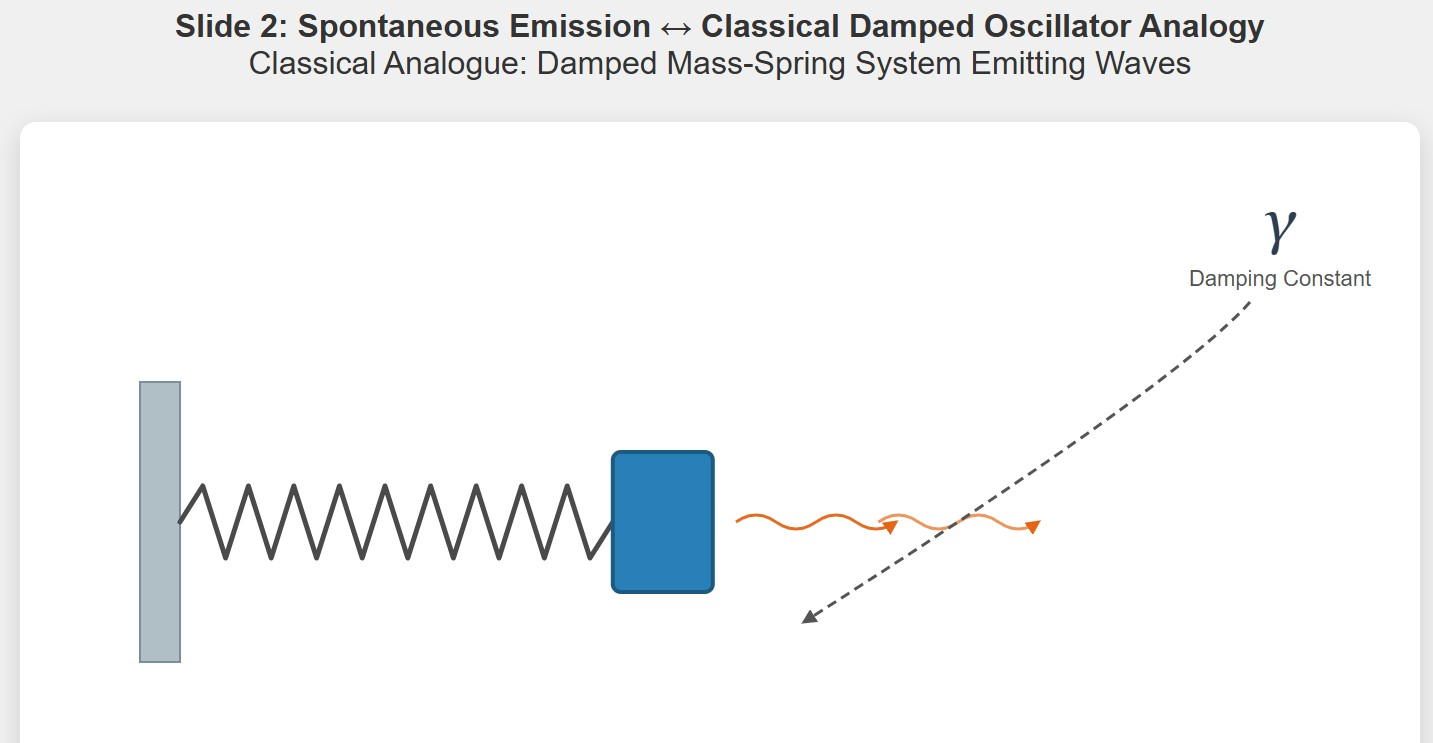 Slide 2: Spontaneous Emission ↔ Classical Damped Oscillator Analogy
Classical Analogue: Damped Mass-Spring System Emitting Waves
γ
Damping Constant